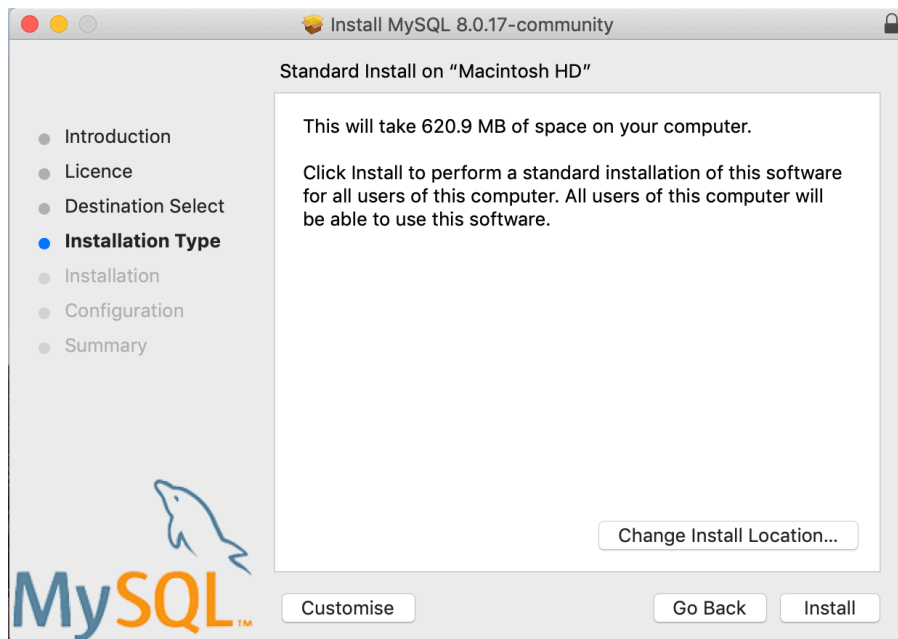 Install MySQL 8.0.17-community
Standard Install on “Macintosh HD”
Introduction
Licence
Destination Select
Installation Type
Installation
Configuration
Summary
This will take 620.9 MB of space on your computer.
Click Install to perform a standard installation of this software
for all users of this computer. All users of this computer will
be able to use this software.
Change Install Location...
MySQL™
Customise
Go Back
Install